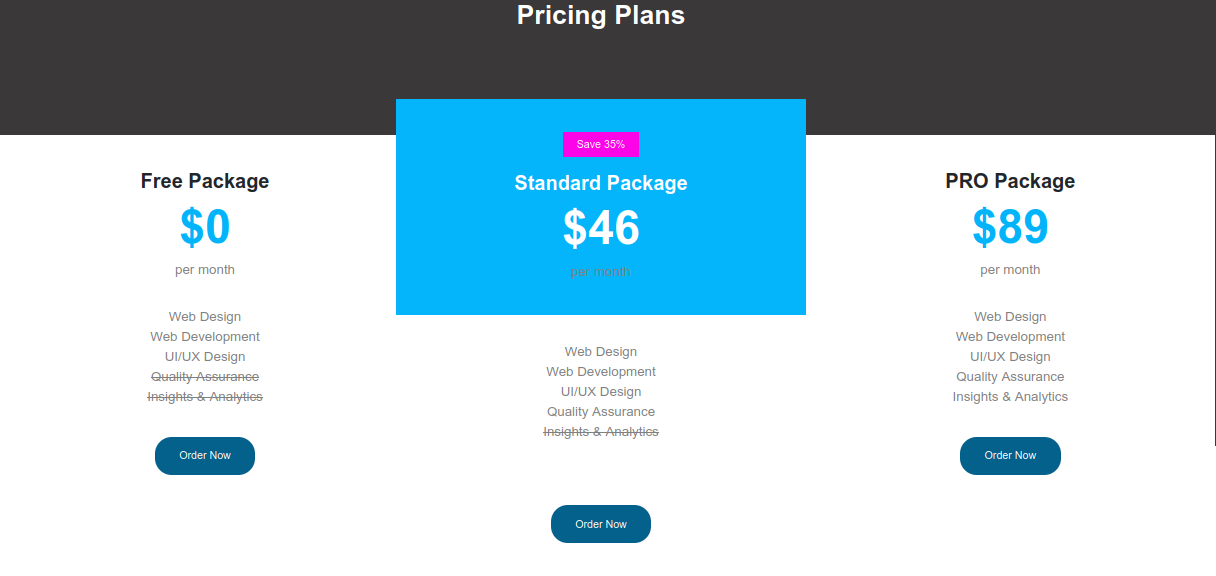 Pricing Plans
Free Package
$0
per month
Web Design
Web Development
UI/UX Design
Quality Assurance
Insights & Analytics
Order Now
Save 35%
Standard Package
$46
per month
Web Design
Web Development
UI/UX Design
Quality Assurance
Insights & Analytics
Order Now
PRO Package
$89
per month
Web Design
Web Development
UI/UX Design
Quality Assurance
Insights & Analytics
Order Now